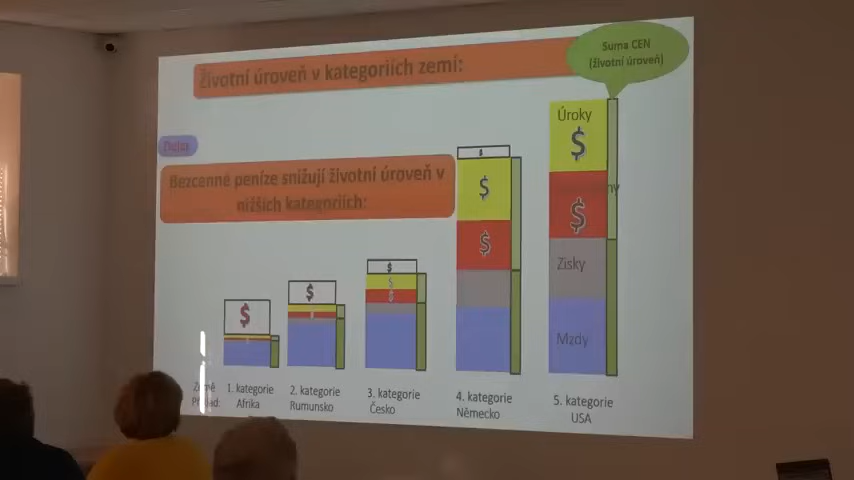 Suma CEN
(životní úroveň)
Životní úroveň v kategoriích zemí:
Bezcenné peníze snižují životní úroveň v
nižších kategoriích:
Úroky
$
$
Zisky
Mzdy
$
$
$
$
$
$
$
$
1. kategorie
Afrika
2. kategorie
Rumunsko
3. kategorie
Česko
4. kategorie
Německo
5. kategorie
USA